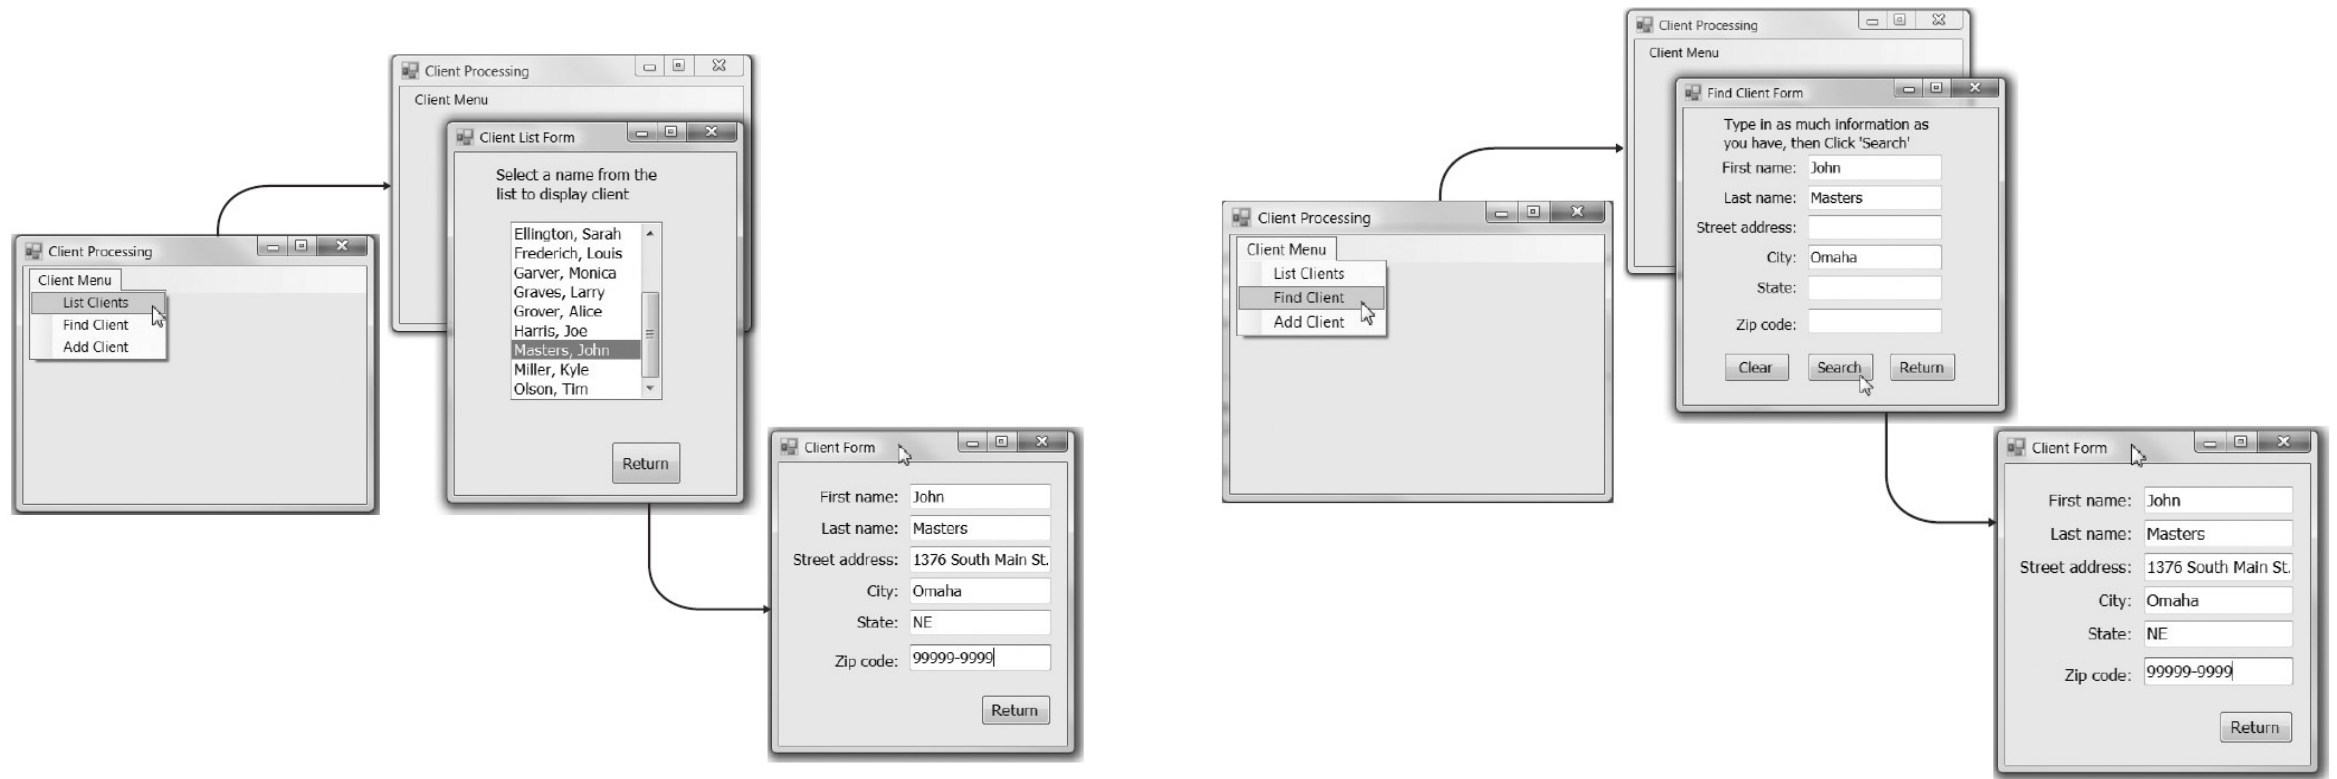 Client Processing
Client Menu
List Clients
Find Client
Add Client
Client Processing
Client Menu
Client List Form
Select a name from the
list to display client
Ellington, Sarah
Frederich, Louis
Garver, Monica
Graves, Larry
Grover, Alice
Harris, Joe
Masters, John
Miller, Kyle
Olson, Tim
Return
Client Form
First name: John
Last name: Masters
Street address: 1376 South Main St.
City: Omaha
State: NE
Zip code: 99999-9999
Return
Client Processing
Client Menu
List Clients
Find Client
Add Client
Client Processing
Client Menu
Find Client Form
Type in as much information as
you have, then Click 'Search'
First name: John
Last name: Masters
Street address:
City: Omaha
State:
Zip code:
Clear Search Return
Client Form
First name: John
Last name: Masters
Street address: 1376 South Main St.
City: Omaha
State: NE
Zip code: 99999-9999
Return